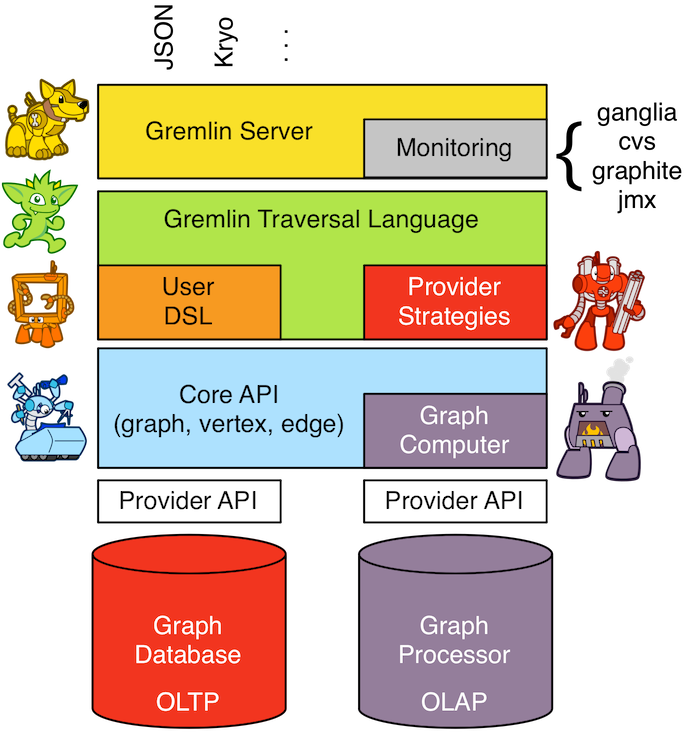 JSON
Kryo
. . .
Gremlin Server
Monitoring
ganglia
cvs
graphite
jmx
Gremlin Traversal Language
User
DSL
Provider
Strategies
Core API
(graph, vertex, edge)
Graph
Computer
Provider API
Provider API
Graph
Database
OLTP
Graph
Processor
OLAP